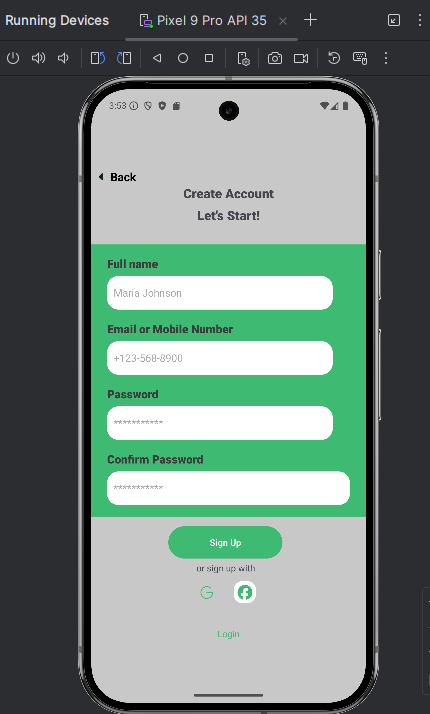 Running Devices Pixel 9 Pro API 35
3:53
Back
Create Account
Let's Start!
Full name
Maria Johnson
Email or Mobile Number
+123-568-8900
Password
***********
Confirm Password
***********
Sign Up
or sign up with
Login